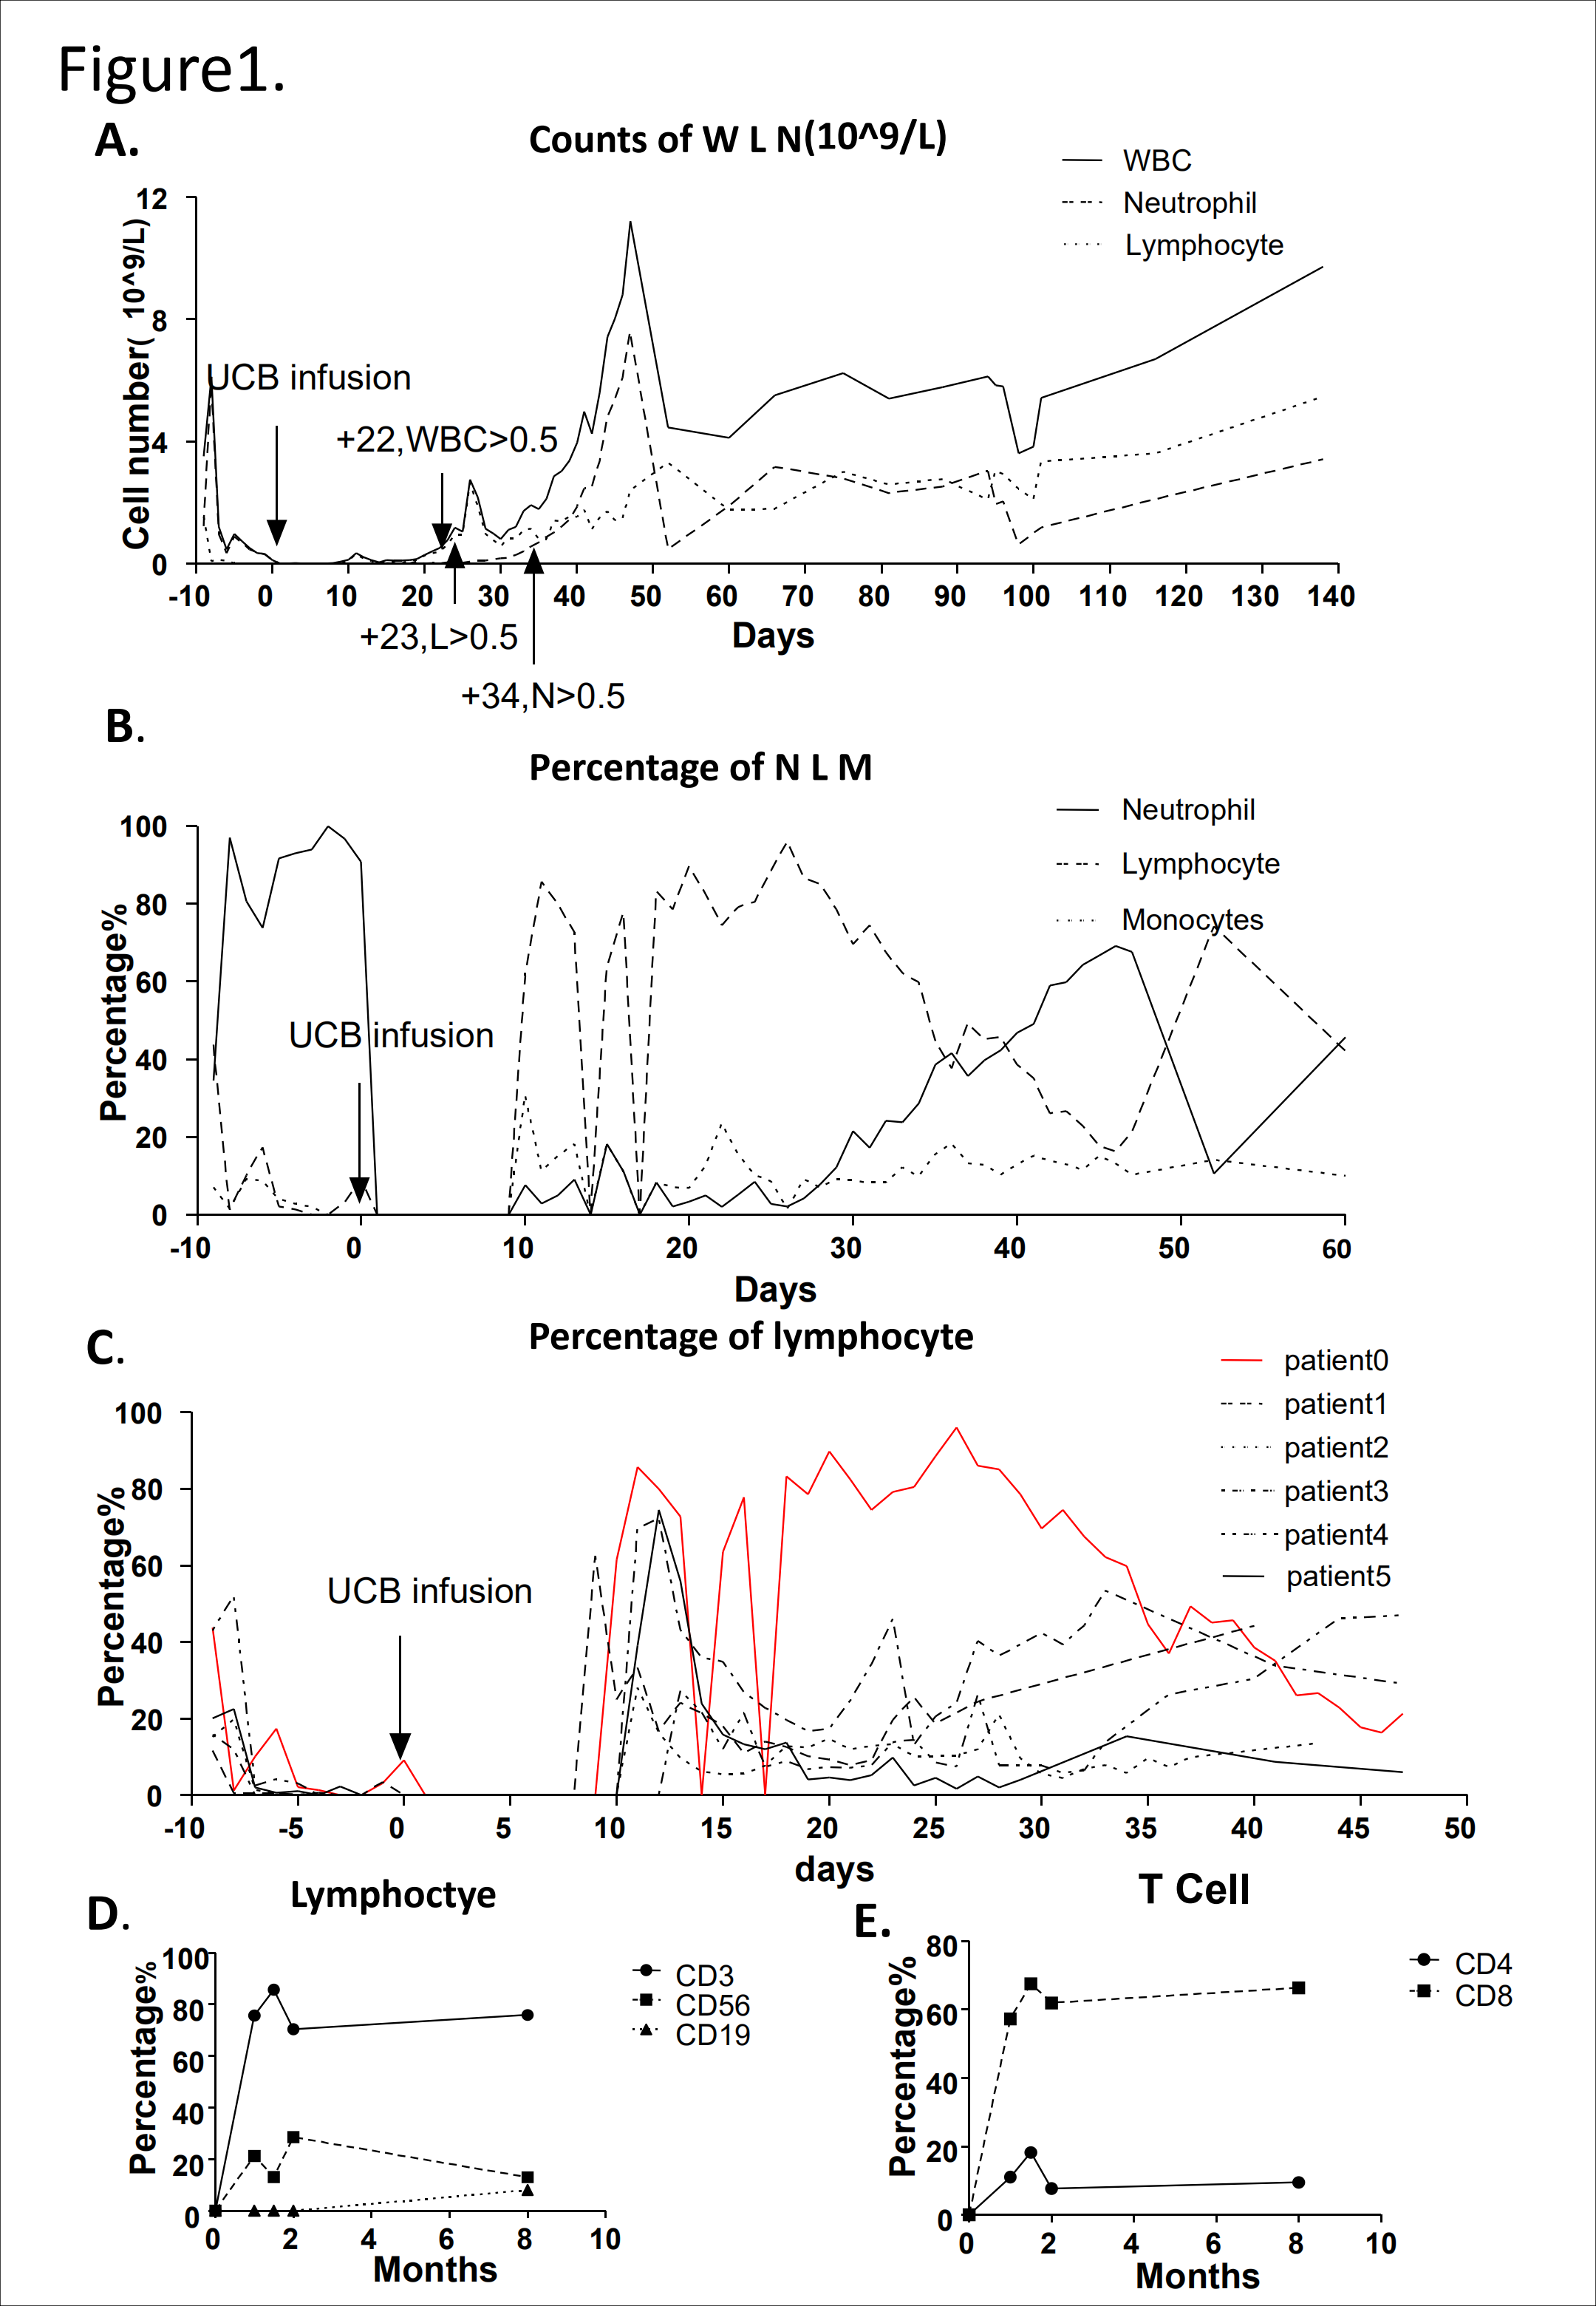 Figure1.
A.
Counts of W L N(10^9/L)
WBC
Neutrophil
Lymphocyte
Cell number( 10^9/L)
12
8
4
0
UCB infusion
+22,WBC>0.5
-10 0 10 20 30 40 50 60 70 80 90 100 110 120 130 140
+23,L>0.5
Days
+34,N>0.5
B.
Percentage of N L M
Neutrophil
Lymphocyte
Monocytes
Percentage%
100
80
60
40
20
0
UCB infusion
-10 0 10 20 30 40 50 60
Days
C.
Percentage of lymphocyte
patient0
patient1
patient2
patient3
patient4
patient5
Percentage%
100
80
60
40
20
0
UCB infusion
-10 -5 0 5 10 15 20 25 30 35 40 45 50
days
D.
Lymphoctye
CD3
CD56
CD19
Percentage%
100
80
60
40
20
0
0 2 4 6 8 10
Months
E.
T Cell
CD4
CD8
Percentage%
80
60
40
20
0
0 2 4 6 8 10
Months